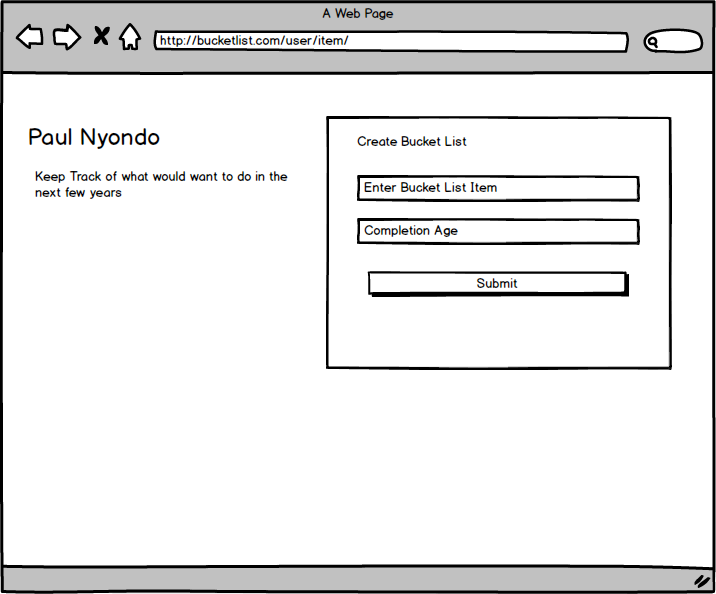 A Web Page
http://bucketlist.com/user/item/
Paul Nyondo
Keep Track of what would want to do in the
next few years
Create Bucket List
Enter Bucket List Item
Completion Age
Submit